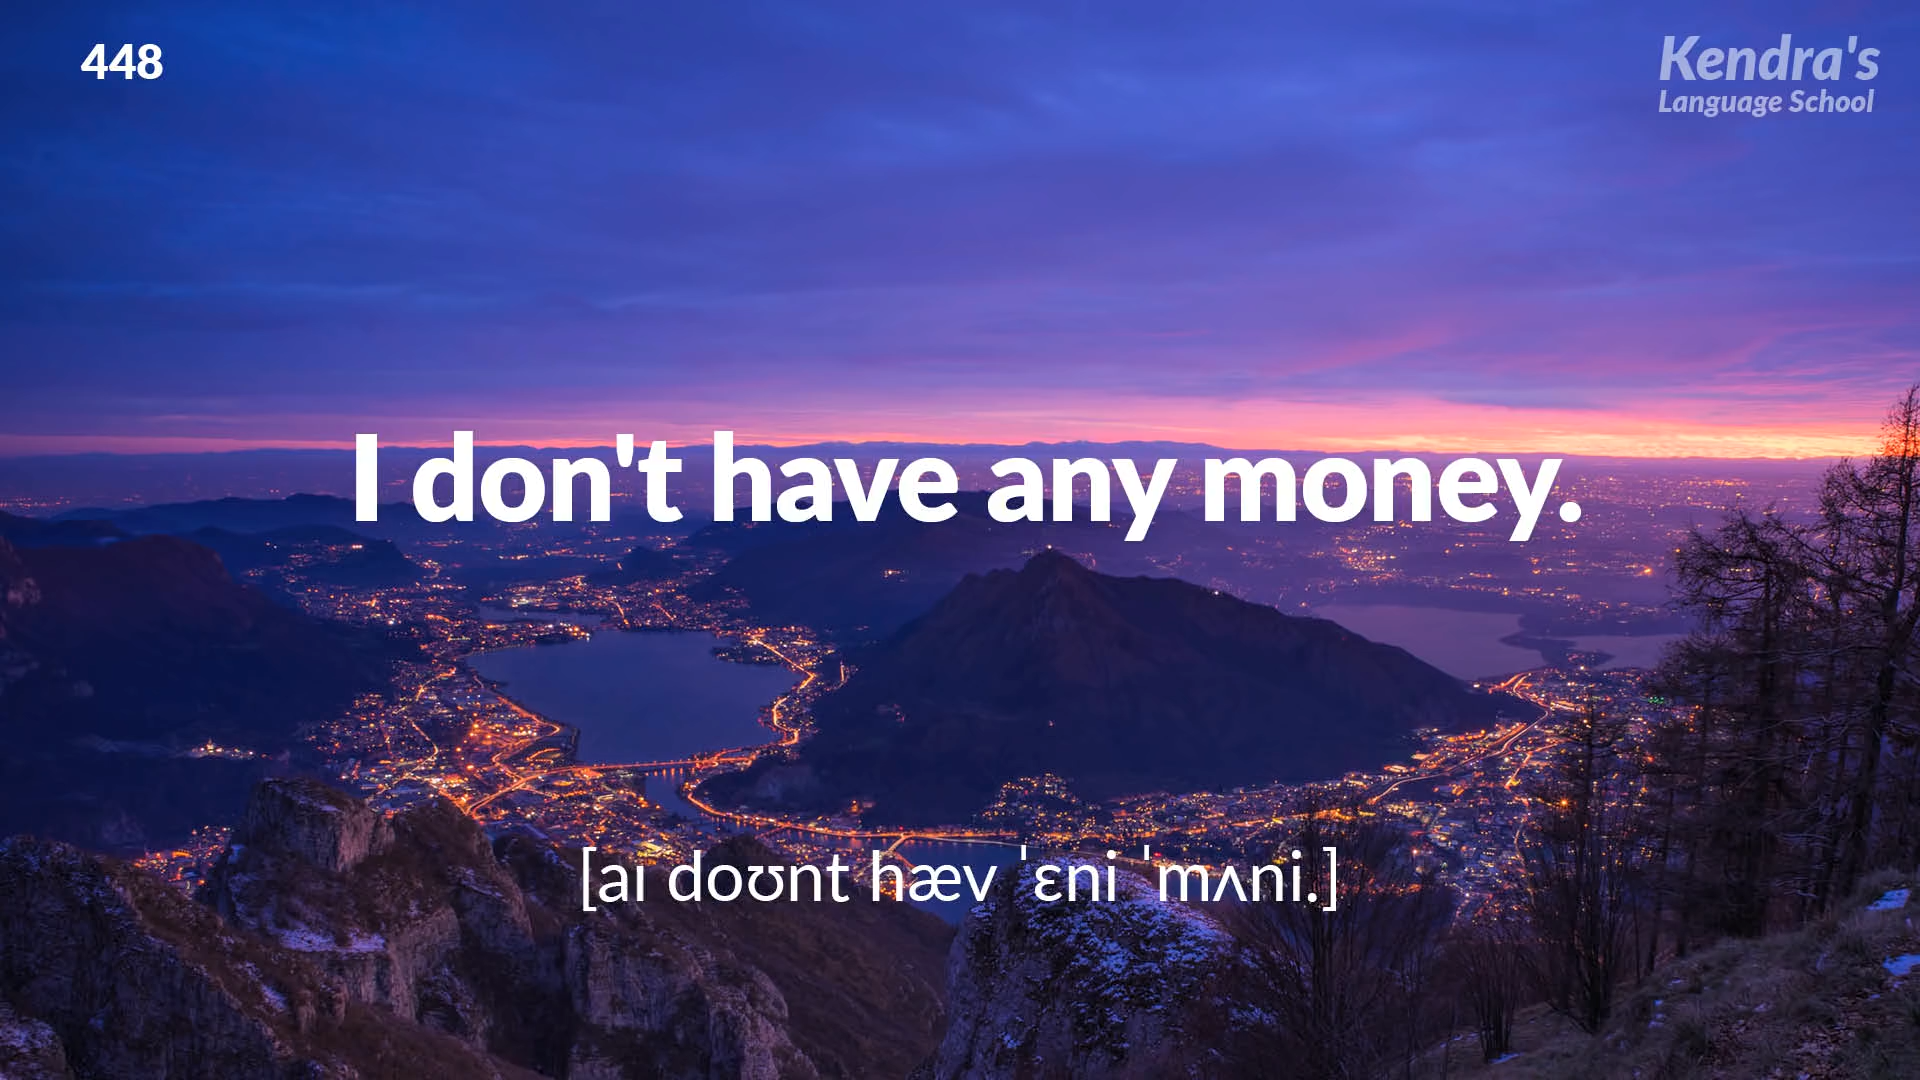 448
Kendra's
Language School
I don't have any money.
[aɪ doʊnt hæv ˈɛni ˈmʌni.]